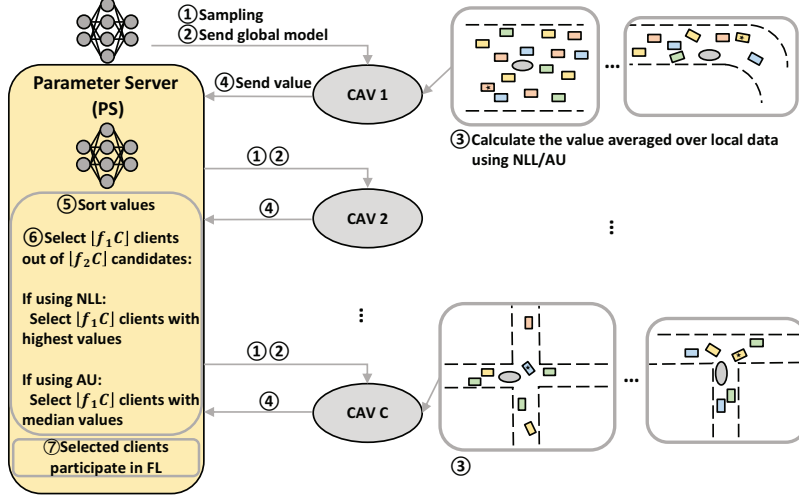 ①Sampling
②Send global model
Parameter Server
(PS)
④Send value
CAV 1
...
③Calculate the value averaged over local data
using NLL/AU
①②
④
CAV 2
⋮
⑤Sort values
⑥Select ⌊f₁C⌋ clients
out of ⌊f₂C⌋ candidates:
If using NLL:
Select ⌊f₁C⌋ clients with
highest values
If using AU:
Select ⌊f₁C⌋ clients with
median values
⋮
①②
④
CAV C
...
③
⑦Selected clients
participate in FL